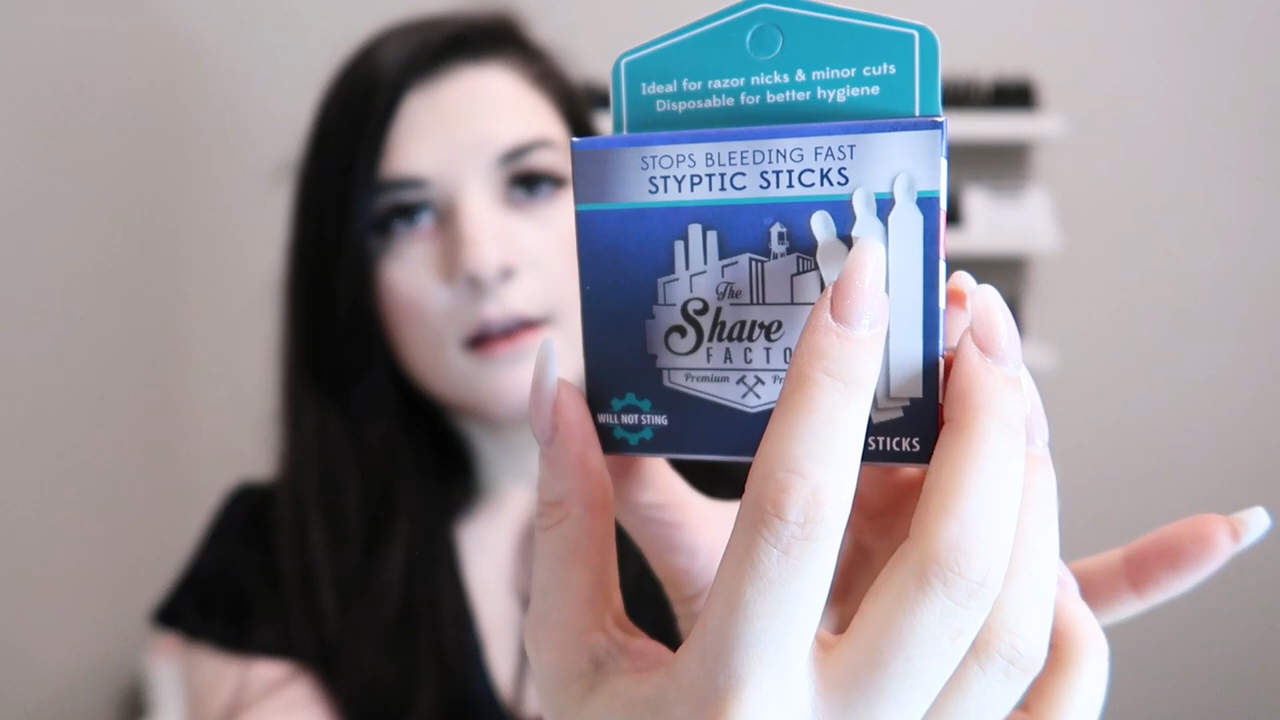 Ideal for razor nicks & minor cuts
Disposable for better hygiene
STOPS BLEEDING FAST
STYPTIC STICKS
The
Shave
FACTO
Premium
WILL NOT STING
STICKS